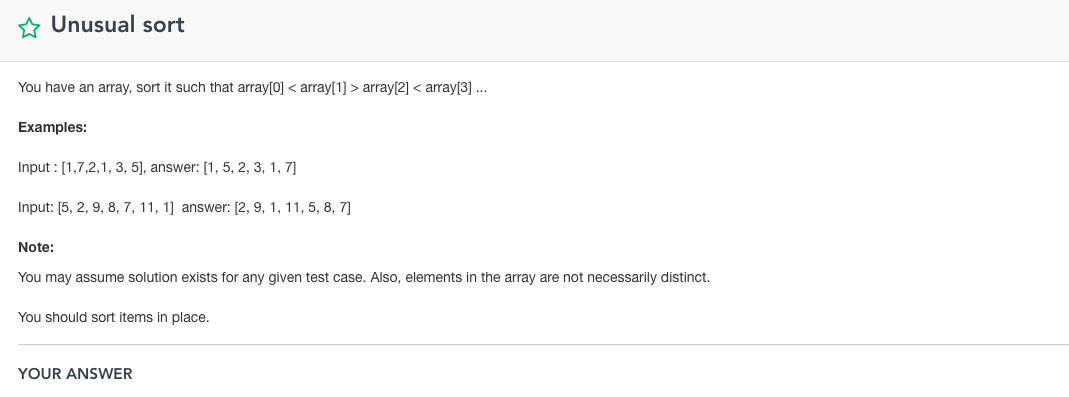 Unusual sort
You have an array, sort it such that array[0] < array[1] > array[2] < array[3] ...
Examples:
Input : [1,7,2,1, 3, 5], answer: [1, 5, 2, 3, 1, 7]
Input: [5, 2, 9, 8, 7, 11, 1]  answer: [2, 9, 1, 11, 5, 8, 7]
Note:
You may assume solution exists for any given test case. Also, elements in the array are not necessarily distinct.
You should sort items in place.
YOUR ANSWER